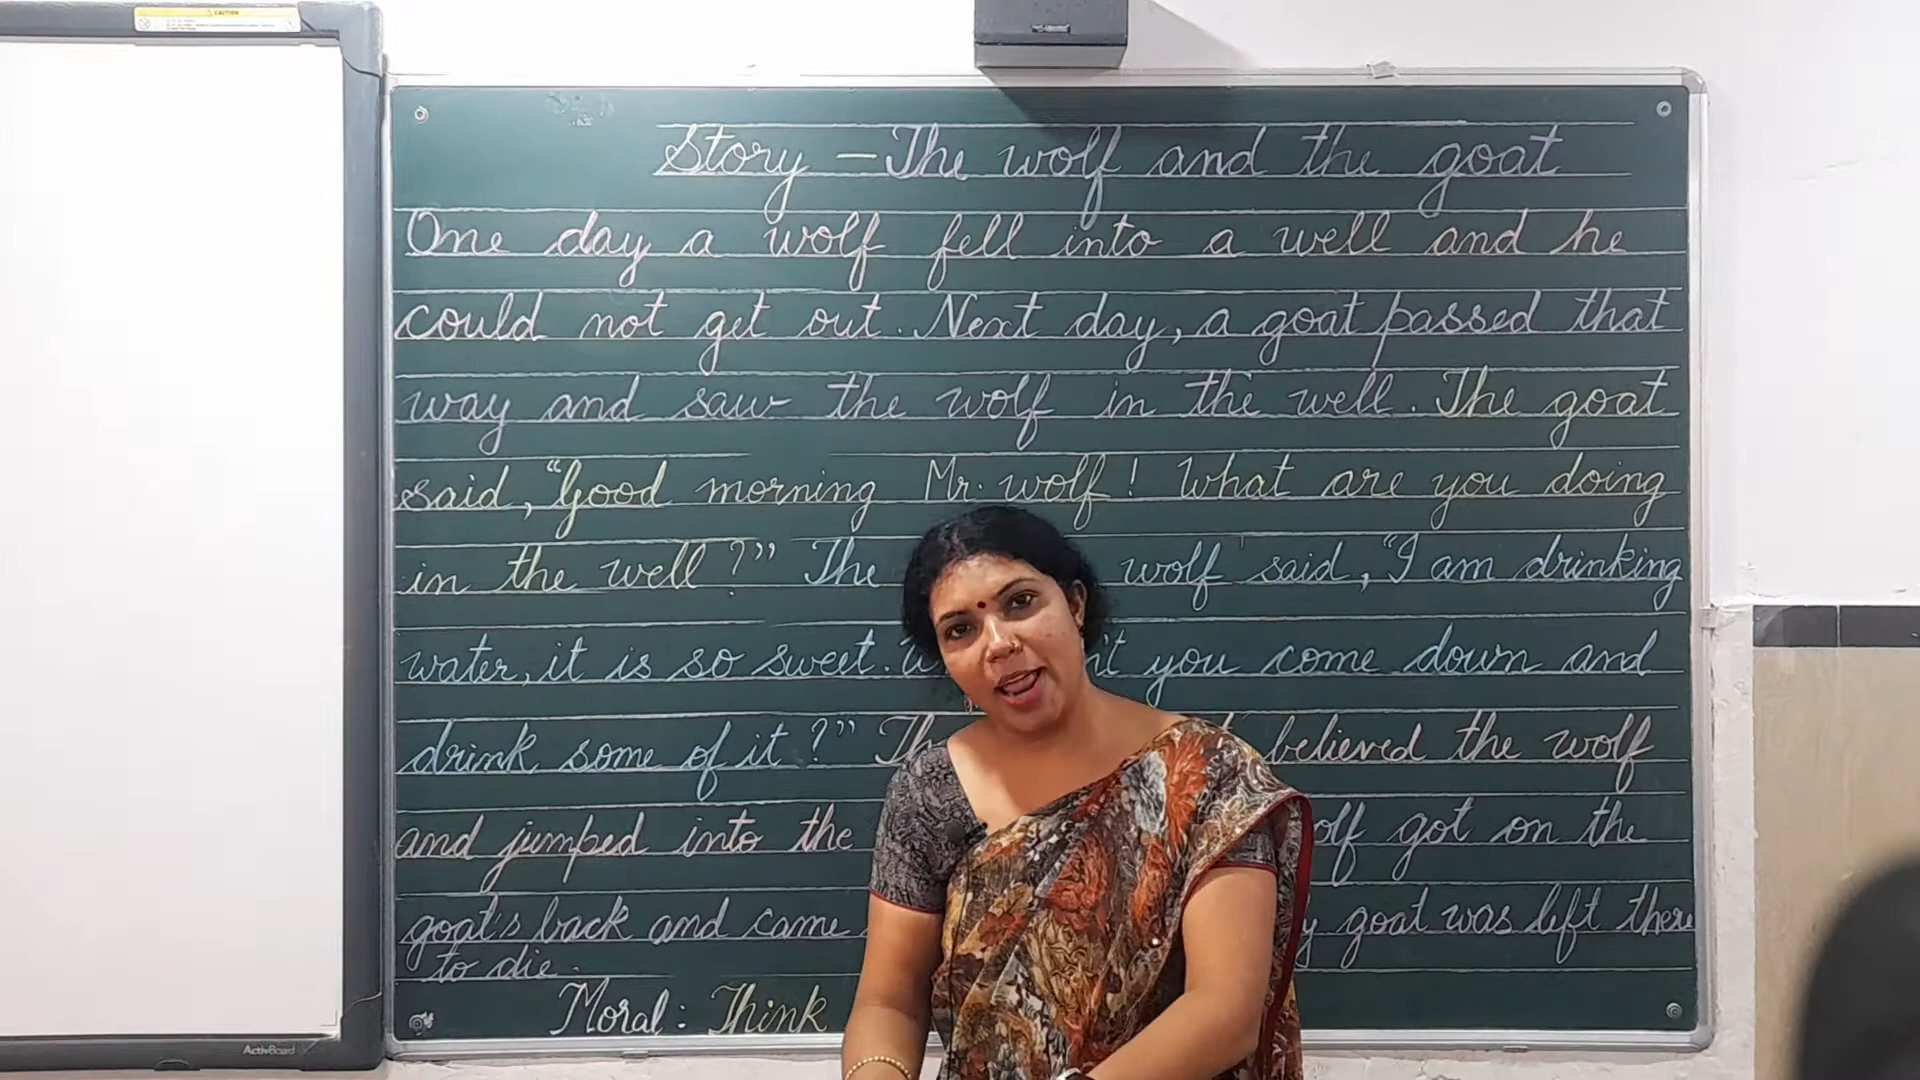 CAUTION
Story - The wolf and the goat
One day a wolf fell into a well and he
could not get out. Next day, a goat passed that
way and saw the wolf in the well. The goat
said, "Good morning Mr. wolf! What are you doing
in the well?" The wolf said, "I am drinking
water, it is so sweet. you come down and
drink some of it?" believed the wolf
and jumped into the got on the
goat's back and came goat was left there
to die.
Moral: Think
ActivBoard